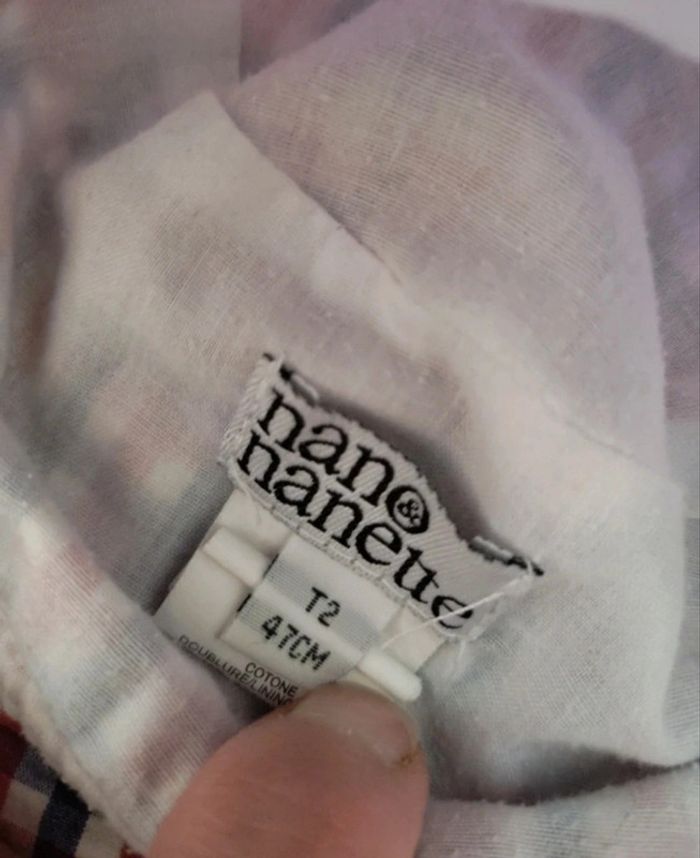 nano&
nanette
T2
47CM
COTONE
DOUBLURE/LINING